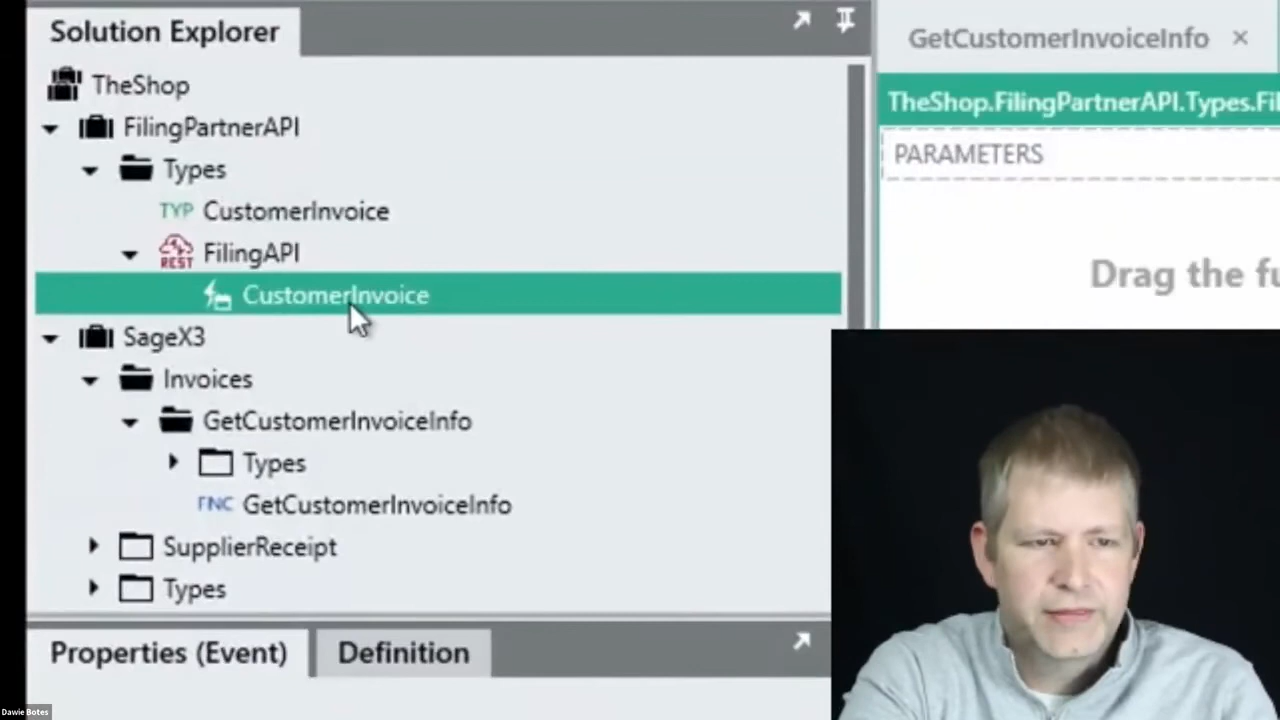 Solution Explorer
TheShop
FilingPartnerAPI
Types
TYP CustomerInvoice
REST FilingAPI
CustomerInvoice
SageX3
Invoices
GetCustomerInvoiceInfo
Types
FNC GetCustomerInvoiceInfo
SupplierReceipt
Types
Properties (Event)
Definition
GetCustomerInvoiceInfo
TheShop.FilingPartnerAPI.Types.Fil
PARAMETERS
Drag the fu
Dawie Botes